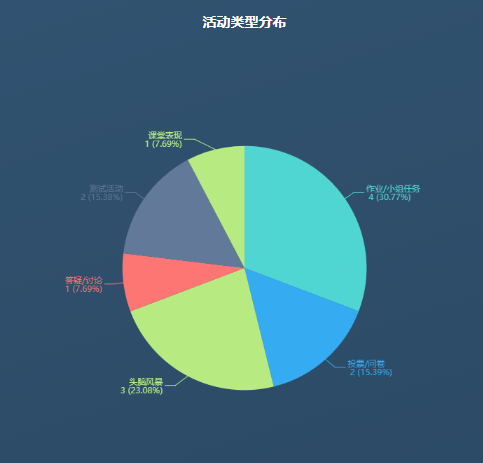 活动类型分布
课堂表现
1 (7.69%)
作业/小组任务
4 (30.77%)
测试活动
2 (15.38%)
答疑/讨论
1 (7.69%)
投票/问卷
2 (15.39%)
头脑风暴
3 (23.08%)